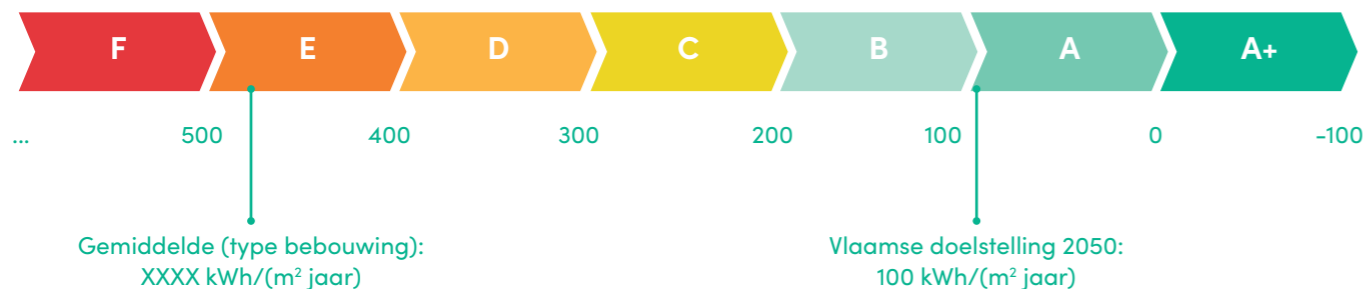 F E D C B A A+
... 500 400 300 200 100 0 -100
Gemiddelde (type bebouwing):
XXXX kWh/(m² jaar)
Vlaamse doelstelling 2050:
100 kWh/(m² jaar)